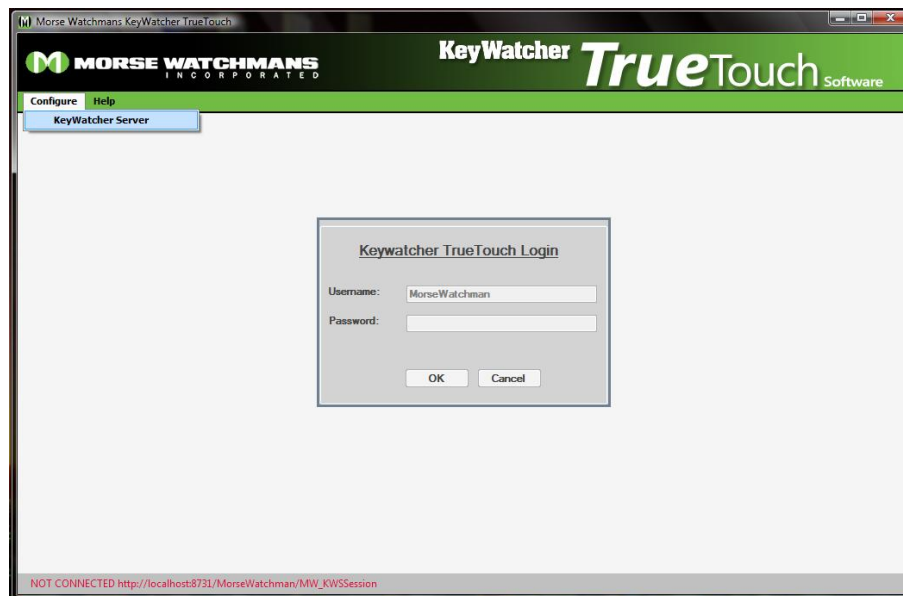 Morse Watchmans KeyWatcher TrueTouch
MORSE WATCHMANS
INCORPORATED
KeyWatcher TrueTouch Software
Configure Help
KeyWatcher Server
Keywatcher TrueTouch Login
Username: MorseWatchman
Password:
OK Cancel
NOT CONNECTED http://localhost:8731/MorseWatchman/MW_KWSSession